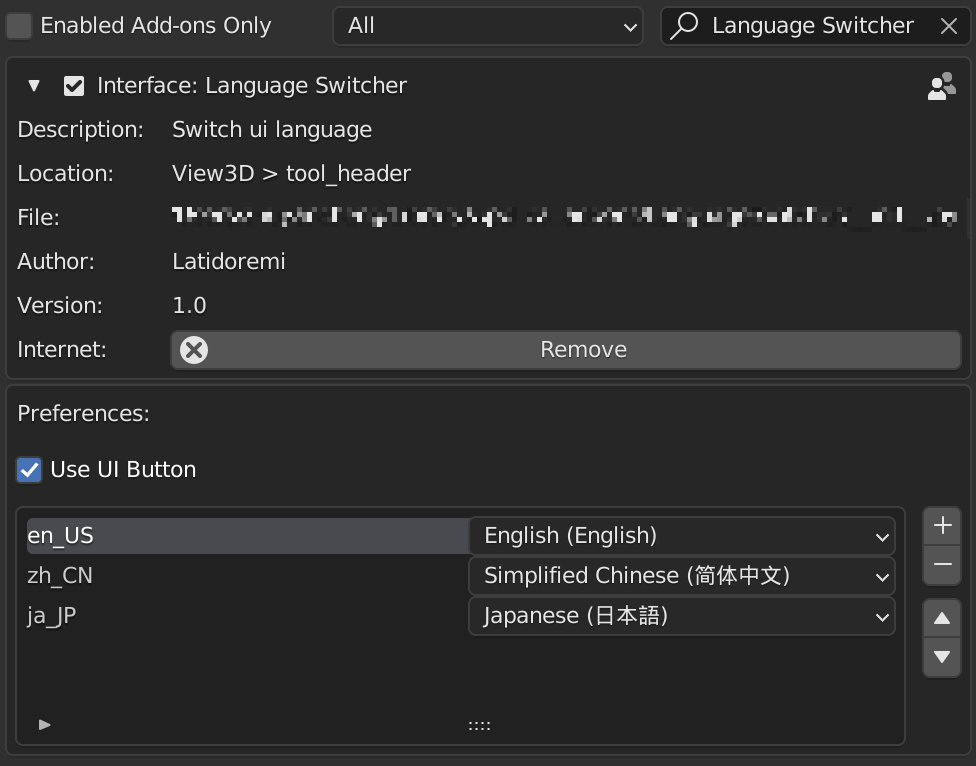 Enabled Add-ons Only
All
Language Switcher
Interface: Language Switcher
Description: Switch ui language
Location: View3D > tool_header
File:
Author: Latidoremi
Version: 1.0
Internet: Remove
Preferences:
Use UI Button
en_US English (English)
zh_CN Simplified Chinese (简体中文)
ja_JP Japanese (日本語)